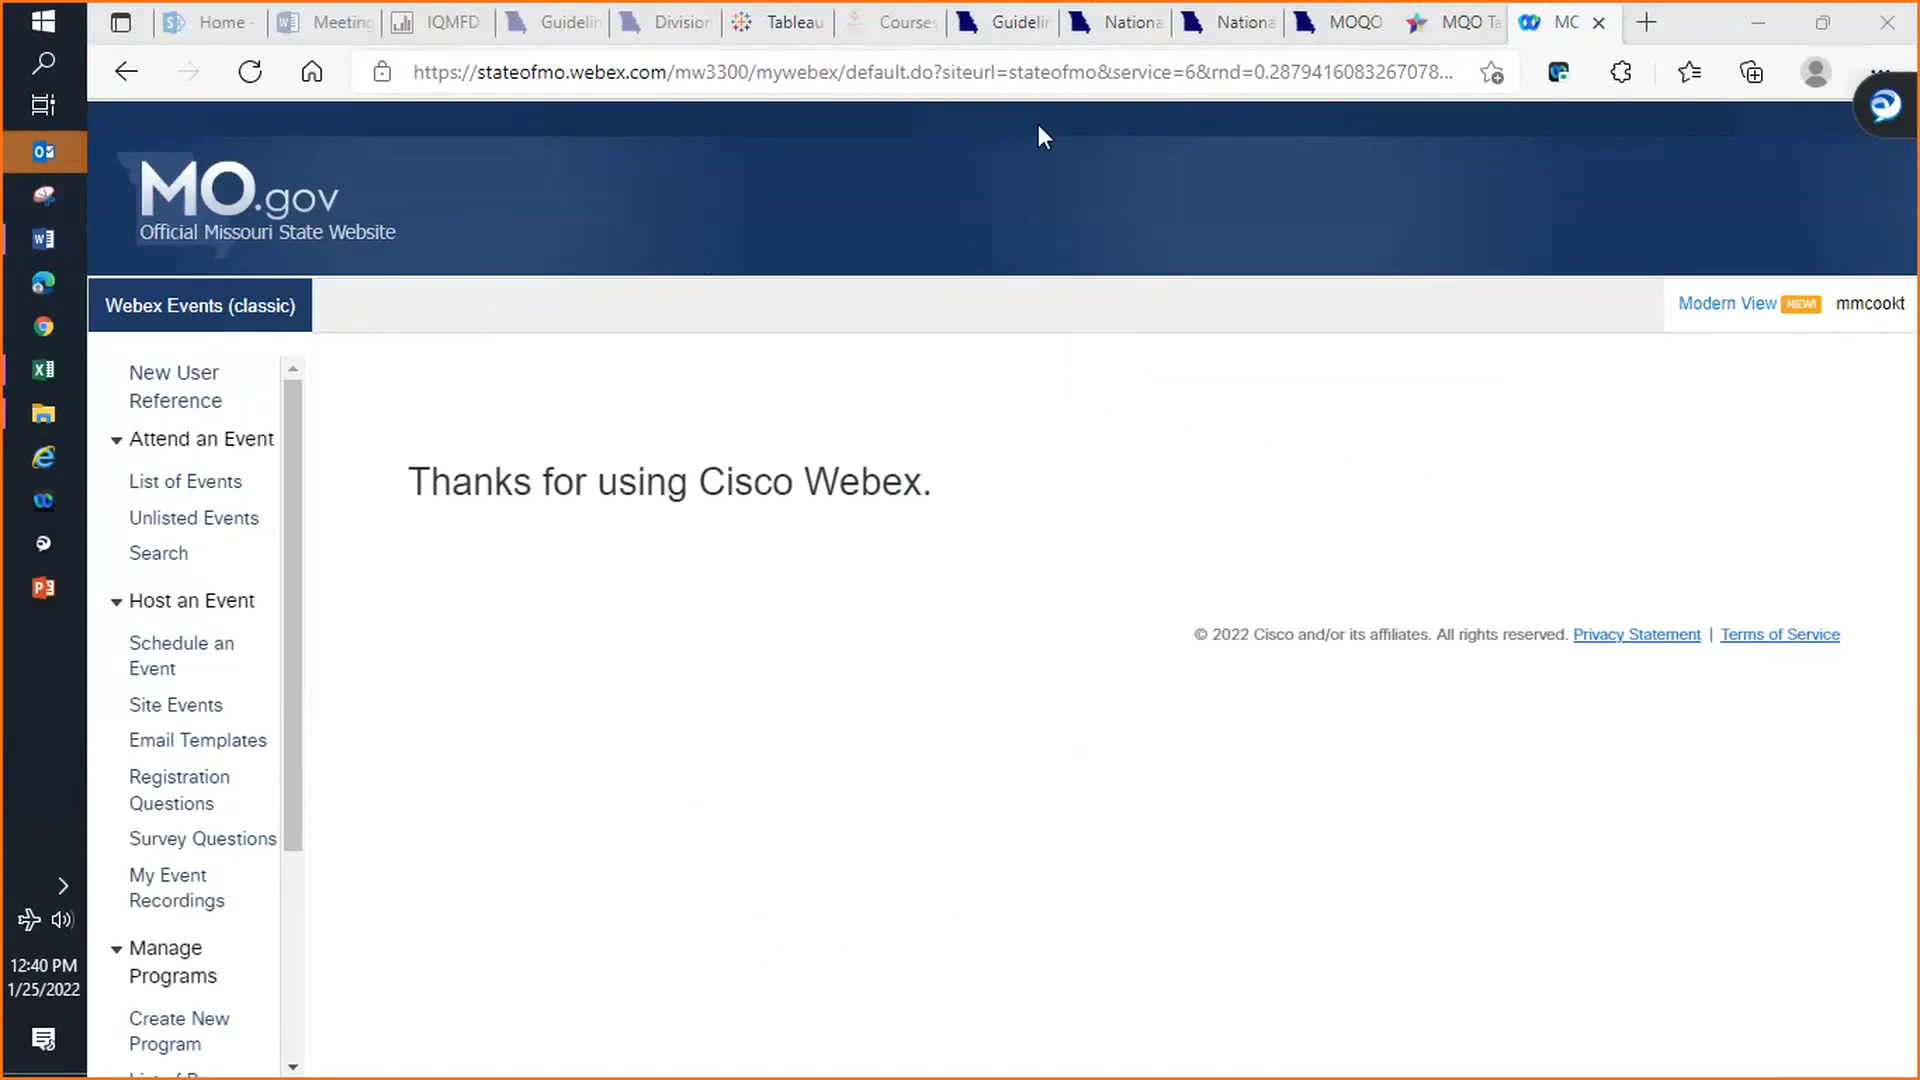 Home
Meeting
IQMFD
Guidelin
Division
Tableau
Courses
Guidelin
Nationa
Nationa
MOQO
MQO Ta
MC
https://stateofmo.webex.com/mw3300/mywebex/default.do?siteurl=stateofmo&service=6&rnd=0.2879416083267078...
MO.gov
Official Missouri State Website
Webex Events (classic)
Modern View NEW! mmcookt
New User
Reference
Attend an Event
List of Events
Unlisted Events
Search
Host an Event
Schedule an
Event
Site Events
Email Templates
Registration
Questions
Survey Questions
My Event
Recordings
Manage
Programs
Create New
Program
Thanks for using Cisco Webex.
© 2022 Cisco and/or its affiliates. All rights reserved. Privacy Statement | Terms of Service
12:40 PM
1/25/2022